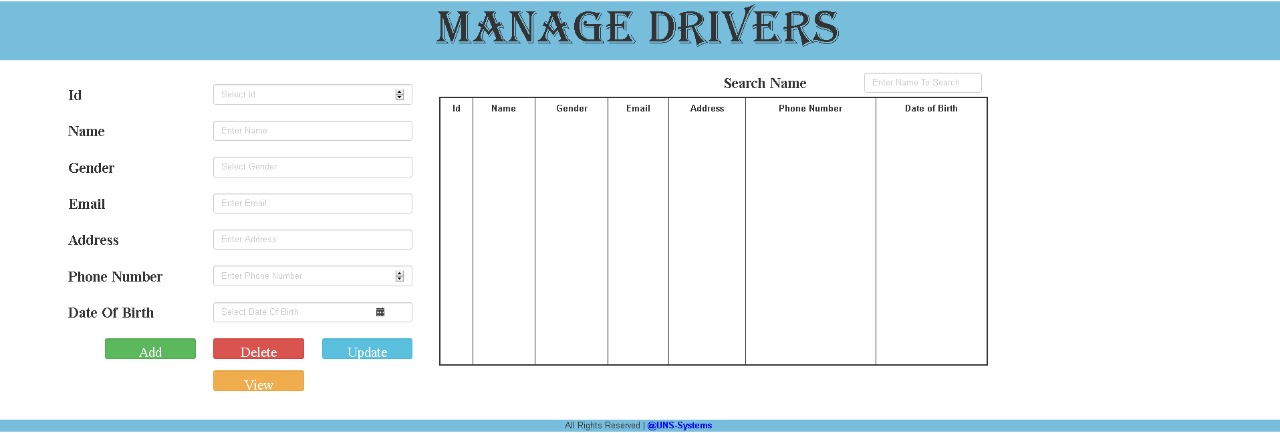 MANAGE DRIVERS
Search Name Enter Name To Search
Id Select Id
Name Enter Name
Gender Select Gender
Email Enter Email
Address Enter Address
Phone Number Enter Phone Number
Date Of Birth Select Date Of Birth
Add Delete Update
View
Id Name Gender Email Address Phone Number Date of Birth
All Rights Reserved | @UNS-Systems